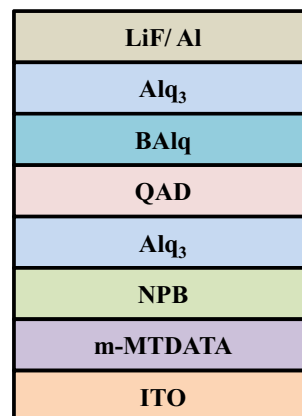 LiF/ Al
Alq₃
BAlq
QAD
Alq₃
NPB
m-MTDATA
ITO